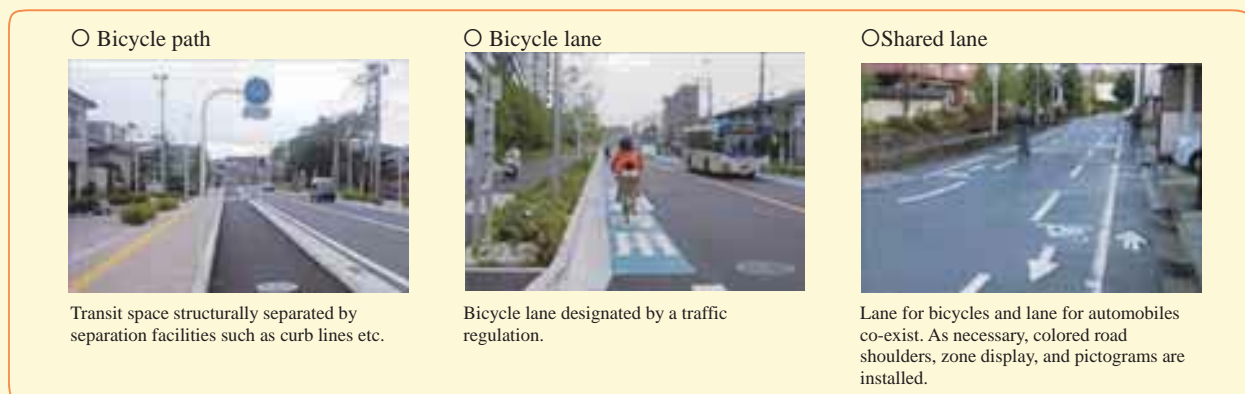 ○ Bicycle path
Transit space structurally separated by
separation facilities such as curb lines etc.
○ Bicycle lane
Bicycle lane designated by a traffic
regulation.
○Shared lane
Lane for bicycles and lane for automobiles
co-exist. As necessary, colored road
shoulders, zone display, and pictograms are
installed.